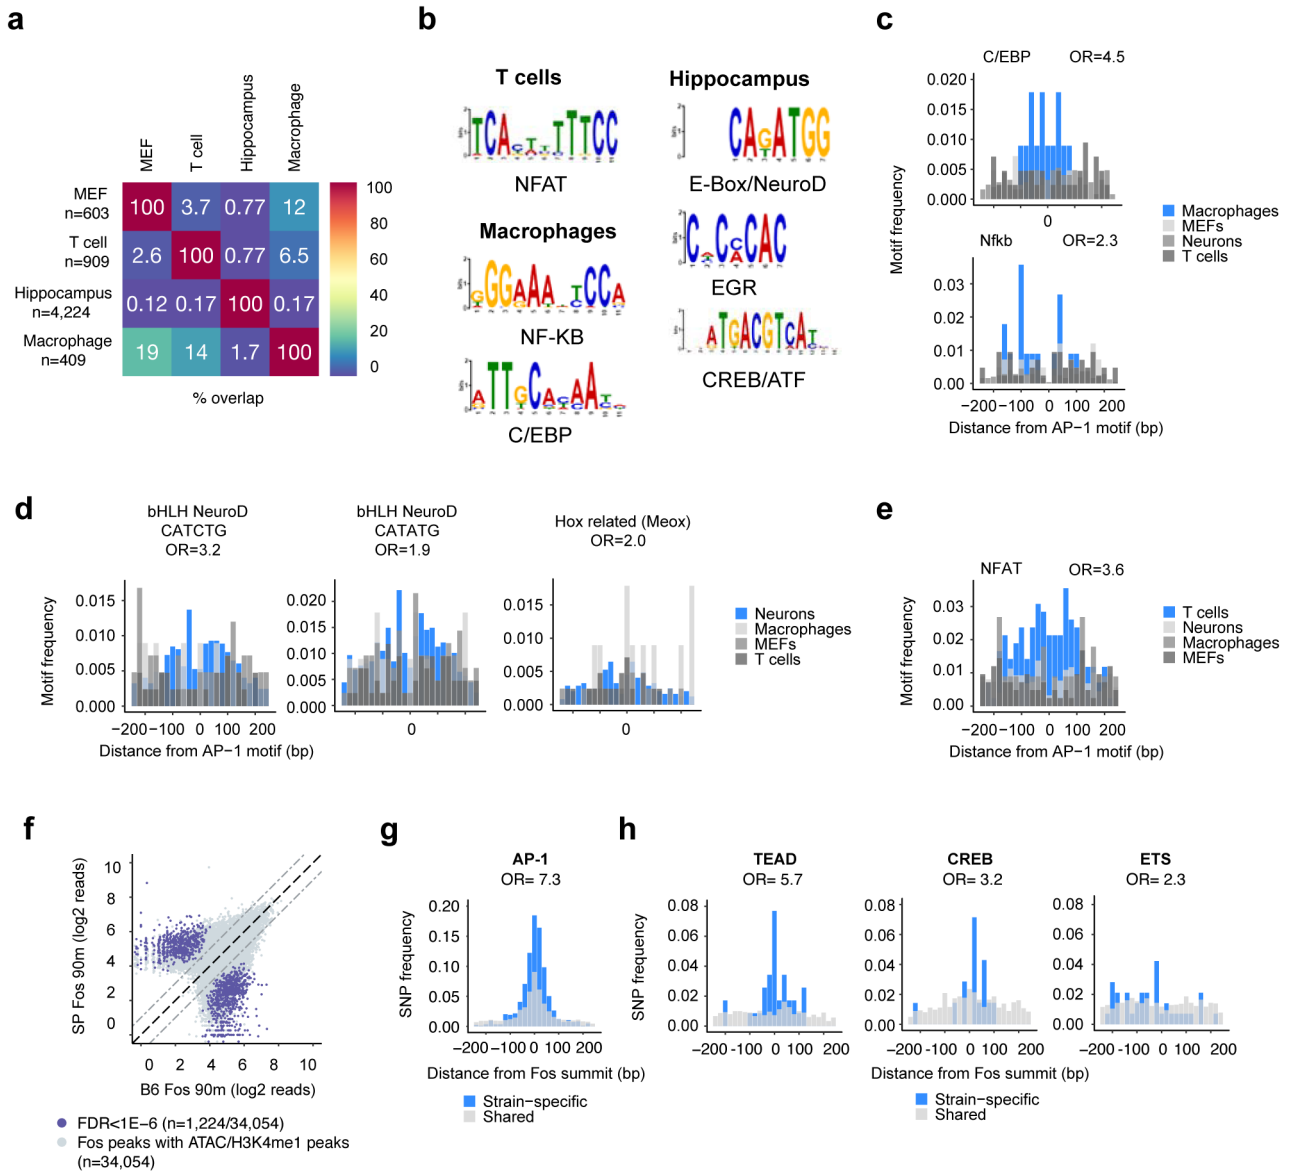 a
MEF
T cell
Hippocampus
Macrophage
MEF
n=603
100
3.7
0.77
12
T cell
n=909
2.6
100
0.77
6.5
Hippocampus
n=4,224
0.12
0.17
100
0.17
Macrophage
n=409
19
14
1.7
100
100
80
60
40
20
0
% overlap
b
T cells
NFAT
Macrophages
NF-KB
C/EBP
Hippocampus
E-Box/NeuroD
EGR
CREB/ATF
c
C/EBP OR=4.5
0.020
0.015
0.010
0.005
0.000
0
Motif frequency
Nfkb OR=2.3
0.03
0.02
0.01
0.00
−200 −100 0 100 200
Distance from AP−1 motif (bp)
Macrophages
MEFs
Neurons
T cells
d
bHLH NeuroD
CATCTG
OR=3.2
Motif frequency
0.015
0.010
0.005
0.000
−200 −100 0 100 200
Distance from AP−1 motif (bp)
bHLH NeuroD
CATATG
OR=1.9
0.020
0.015
0.010
0.005
0.000
0
Hox related (Meox)
OR=2.0
0.015
0.010
0.005
0.000
0
Neurons
Macrophages
MEFs
T cells
e
NFAT OR=3.6
Motif frequency
0.03
0.02
0.01
0.00
−200 −100 0 100 200
Distance from AP−1 motif (bp)
T cells
Neurons
Macrophages
MEFs
f
SP Fos 90m (log2 reads)
10
8
6
4
2
0
0 2 4 6 8 10
B6 Fos 90m (log2 reads)
FDR<1E−6 (n=1,224/34,054)
Fos peaks with ATAC/H3K4me1 peaks
(n=34,054)
g
AP-1
OR= 7.3
SNP frequency
0.20
0.15
0.10
0.05
0.00
−200 −100 0 100 200
Distance from Fos summit (bp)
Strain−specific
Shared
h
TEAD
OR= 5.7
SNP frequency
0.08
0.06
0.04
0.02
0.00
−200 −100 0 100 200
CREB
OR= 3.2
0.08
0.06
0.04
0.02
0.00
−200 −100 0 100 200
ETS
OR= 2.3
0.08
0.06
0.04
0.02
0.00
−200 −100 0 100 200
Distance from Fos summit (bp)
Strain−specific
Shared